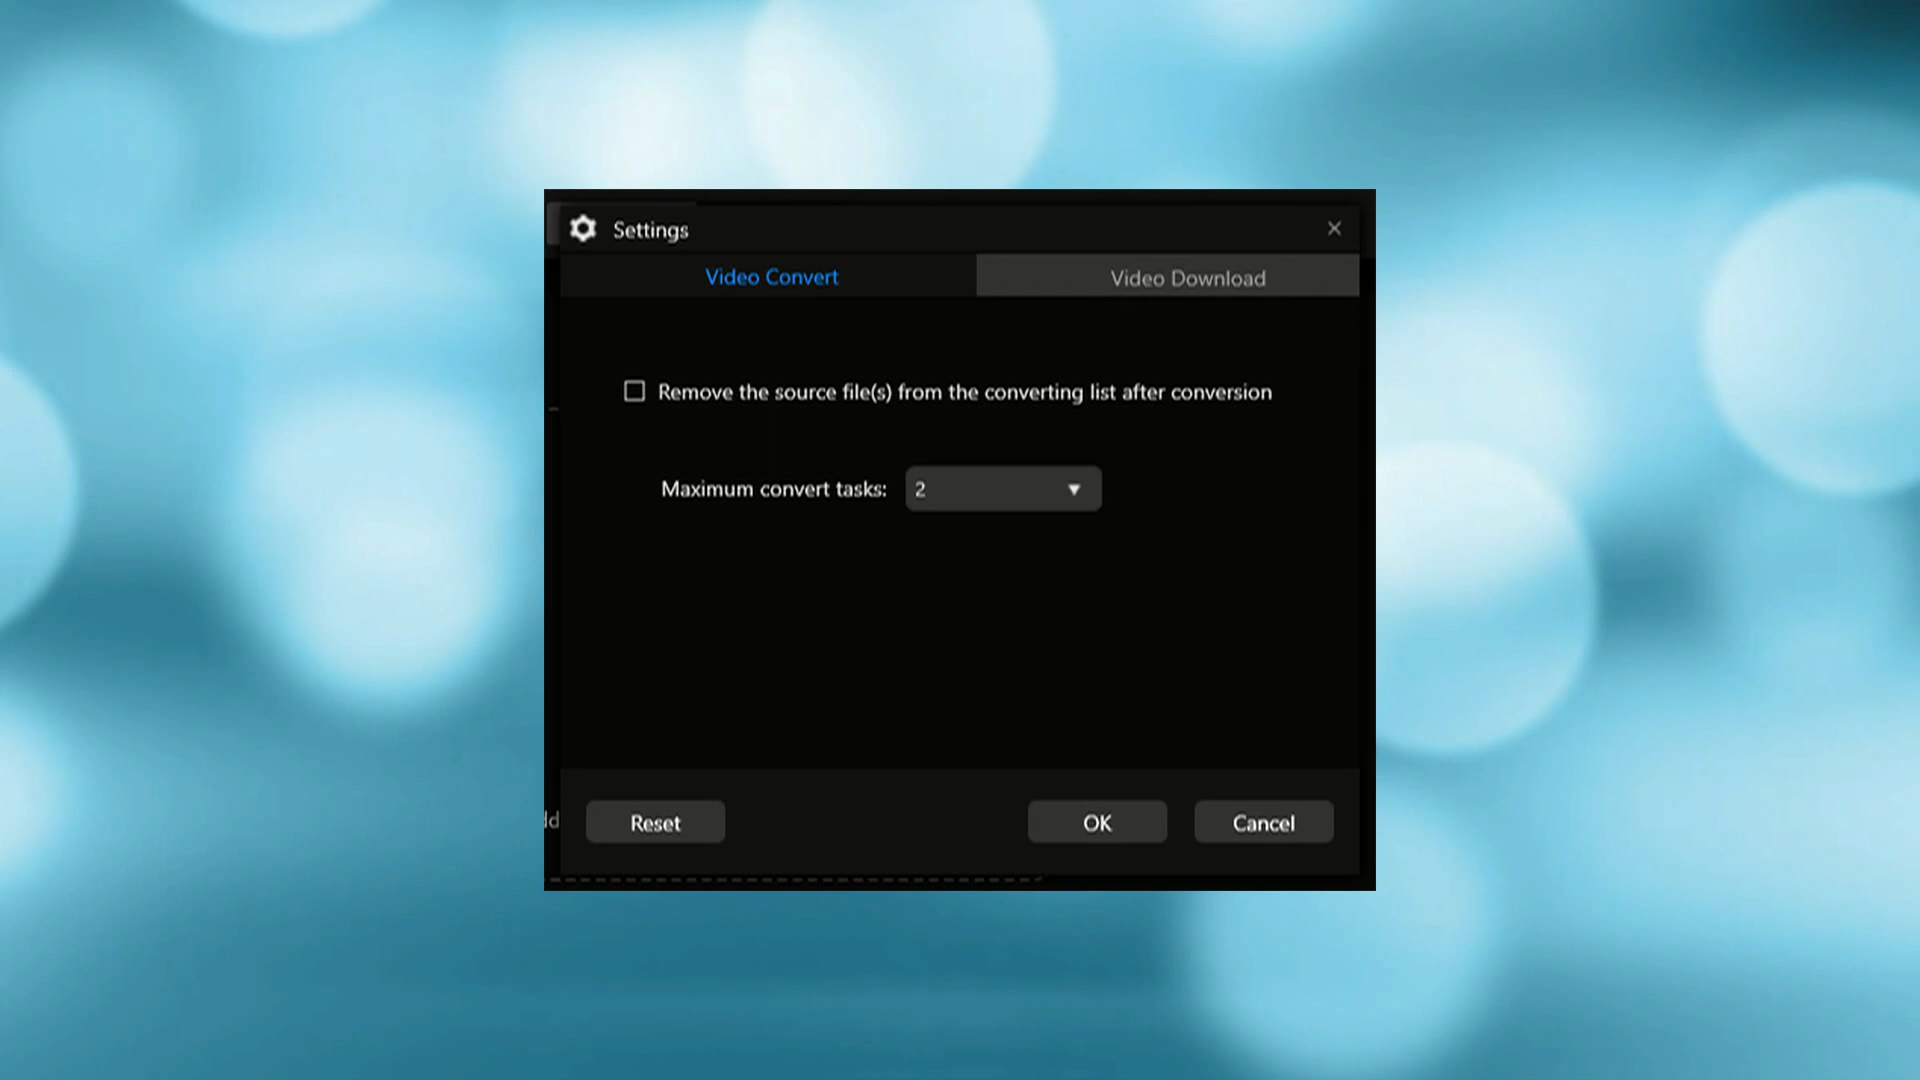 Settings
Video Convert
Video Download
Remove the source file(s) from the converting list after conversion
Maximum convert tasks: 2
Reset
OK
Cancel